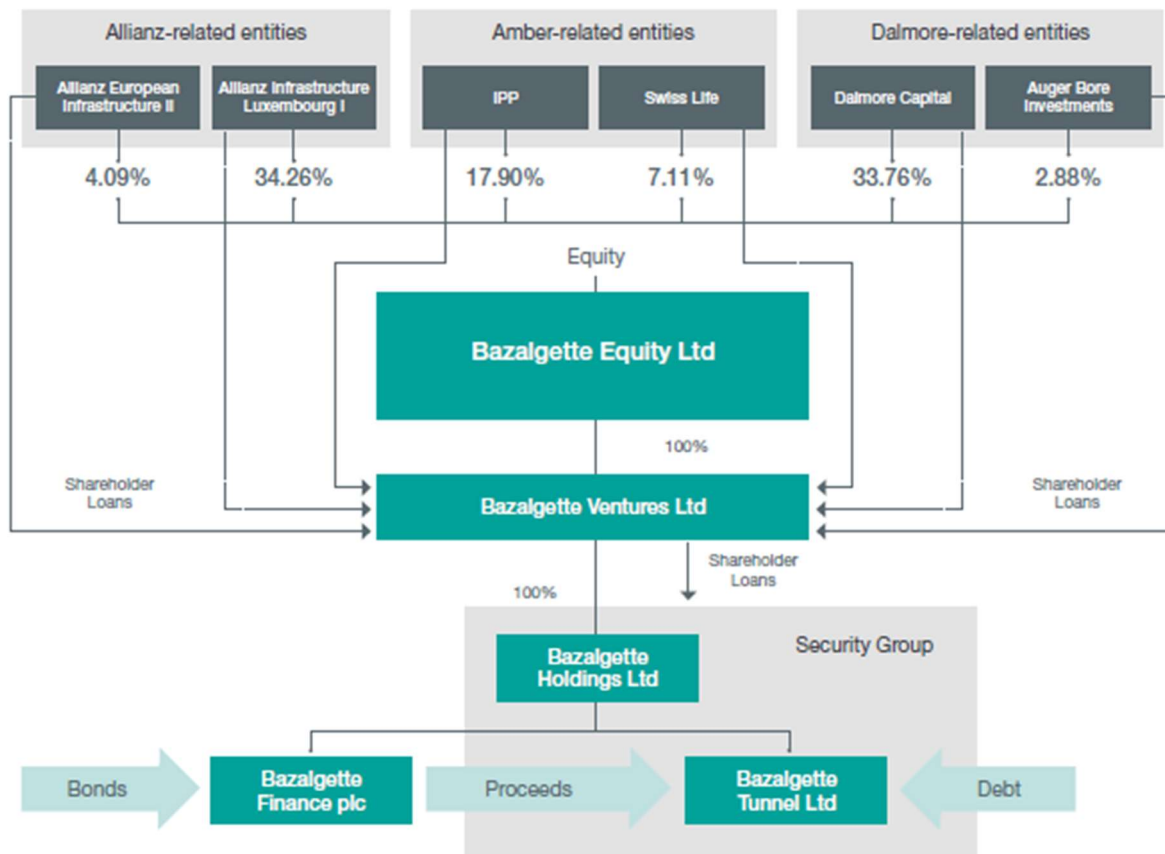 Allianz-related entities
Amber-related entities
Dalmore-related entities
Allianz European
Infrastructure II
Allianz Infrastructure
Luxembourg I
IPP
Swiss Life
Dalmore Capital
Auger Bore
Investments
4.09%
34.26%
17.90%
7.11%
33.76%
2.88%
Equity
Bazalgette Equity Ltd
100%
Shareholder
Loans
Bazalgette Ventures Ltd
Shareholder
Loans
100%
Shareholder
Loans
Bazalgette
Holdings Ltd
Security Group
Bonds
Bazalgette
Finance plc
Proceeds
Bazalgette
Tunnel Ltd
Debt